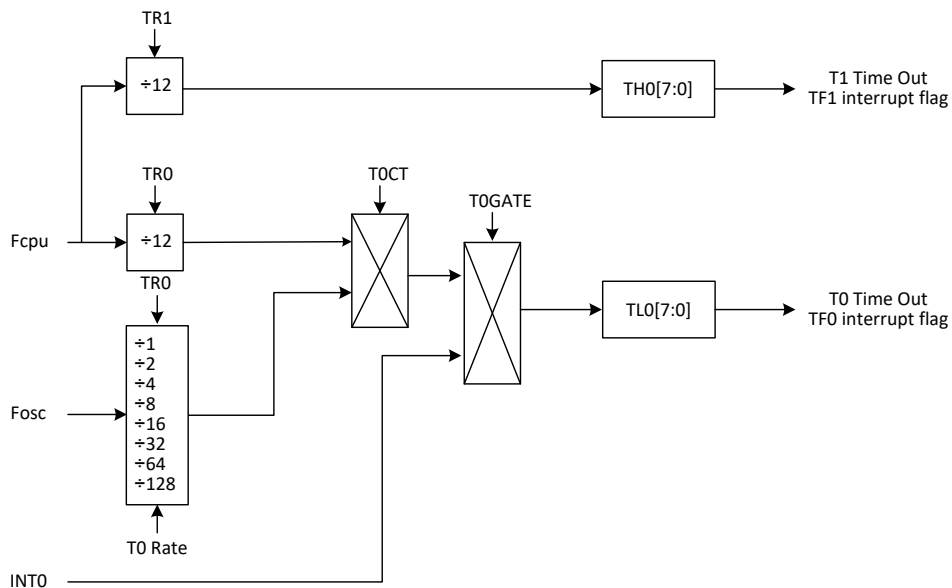 TR1
÷12
TH0[7:0]
T1 Time Out
TF1 interrupt flag
TR0
T0CT
T0GATE
Fcpu
÷12
TR0
TL0[7:0]
T0 Time Out
TF0 interrupt flag
÷1
÷2
÷4
÷8
÷16
÷32
÷64
÷128
Fosc
T0 Rate
INT0